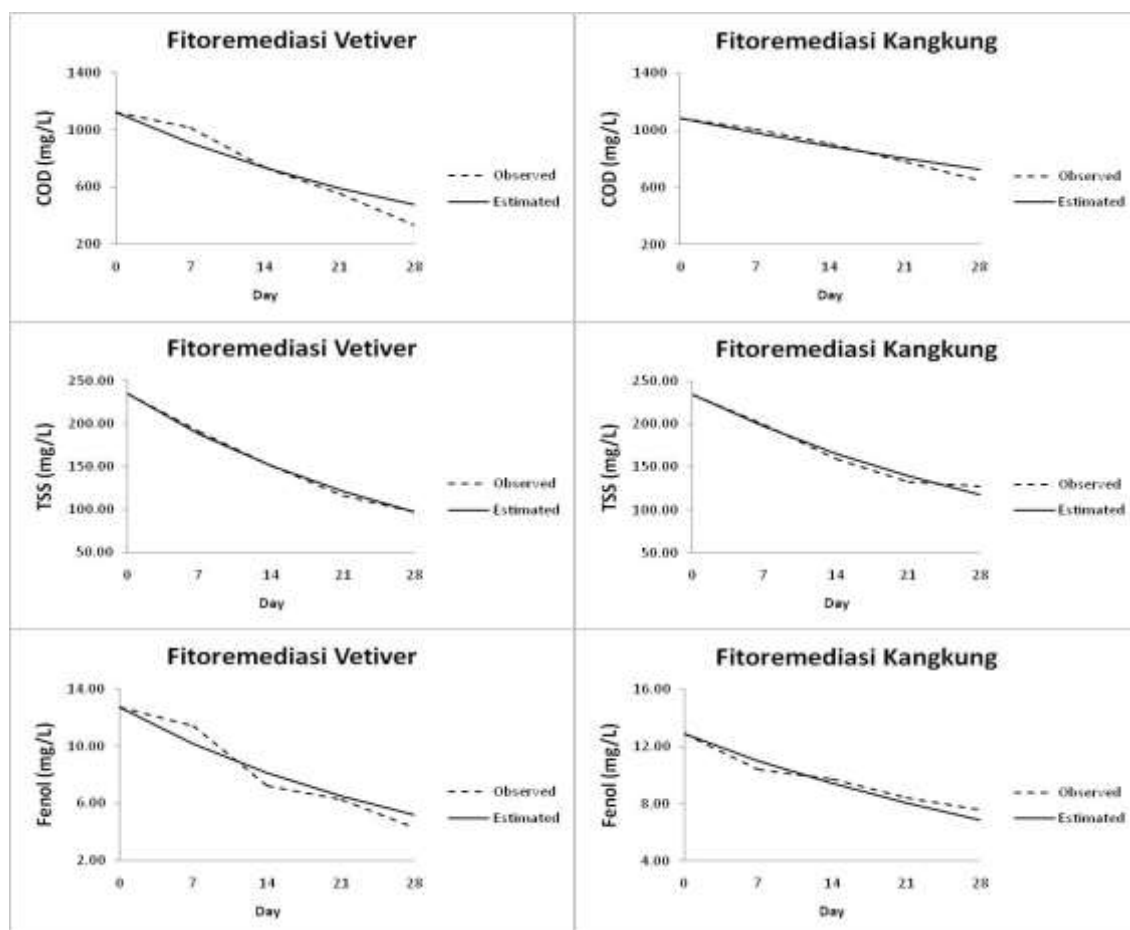 Fitoremediasi Vetiver
COD (mg/L)
1400
1000
600
200
0 7 14 21 28
Day
Observed
Estimated
Fitoremediasi Kangkung
COD (mg/L)
1400
1000
600
200
0 7 14 21 28
Day
Observed
Estimated
Fitoremediasi Vetiver
TSS (mg/L)
250.00
200.00
150.00
100.00
50.00
0 7 14 21 28
Day
Observed
Estimated
Fitoremediasi Kangkung
TSS (mg/L)
250.00
200.00
150.00
100.00
50.00
0 7 14 21 28
Day
Observed
Estimated
Fitoremediasi Vetiver
Fenol (mg/L)
14.00
10.00
6.00
2.00
0 7 14 21 28
Day
Observed
Estimated
Fitoremediasi Kangkung
Fenol (mg/L)
16.00
12.00
8.00
4.00
0 7 14 21 28
Day
Observed
Estimated